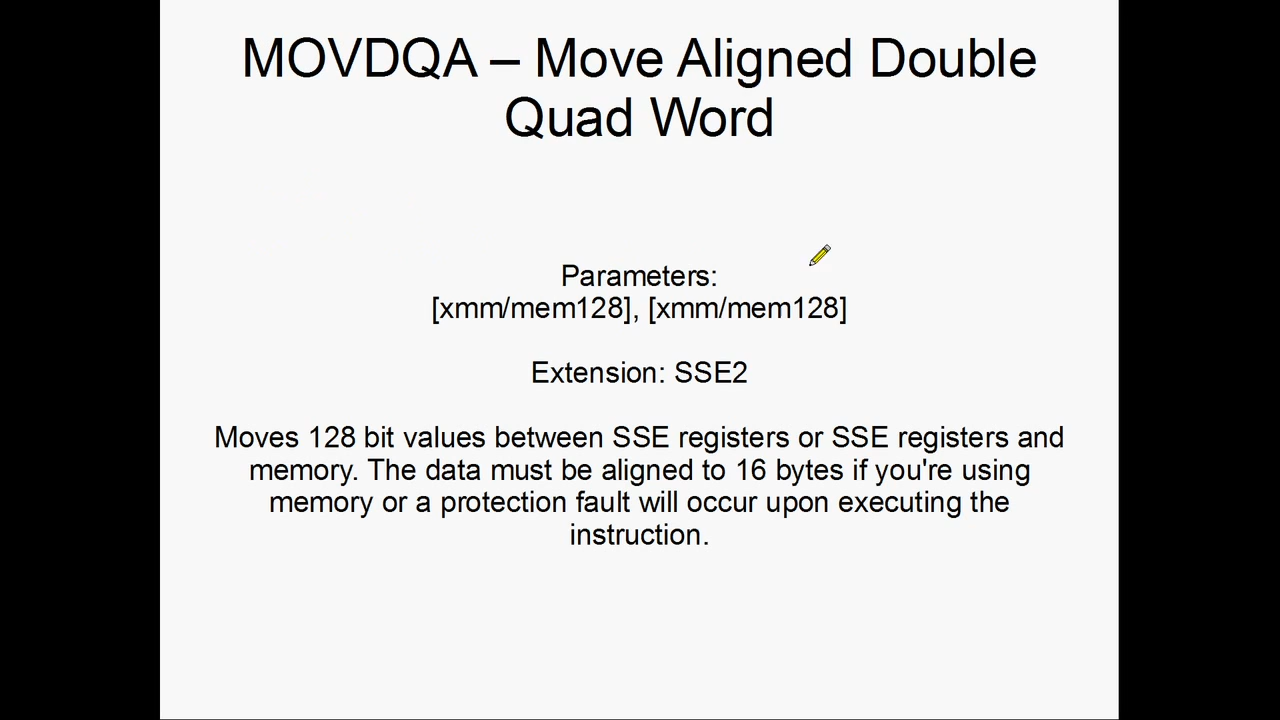 MOVDQA – Move Aligned Double
Quad Word
Parameters:
[xmm/mem128], [xmm/mem128]
Extension: SSE2
Moves 128 bit values between SSE registers or SSE registers and
memory. The data must be aligned to 16 bytes if you're using
memory or a protection fault will occur upon executing the
instruction.